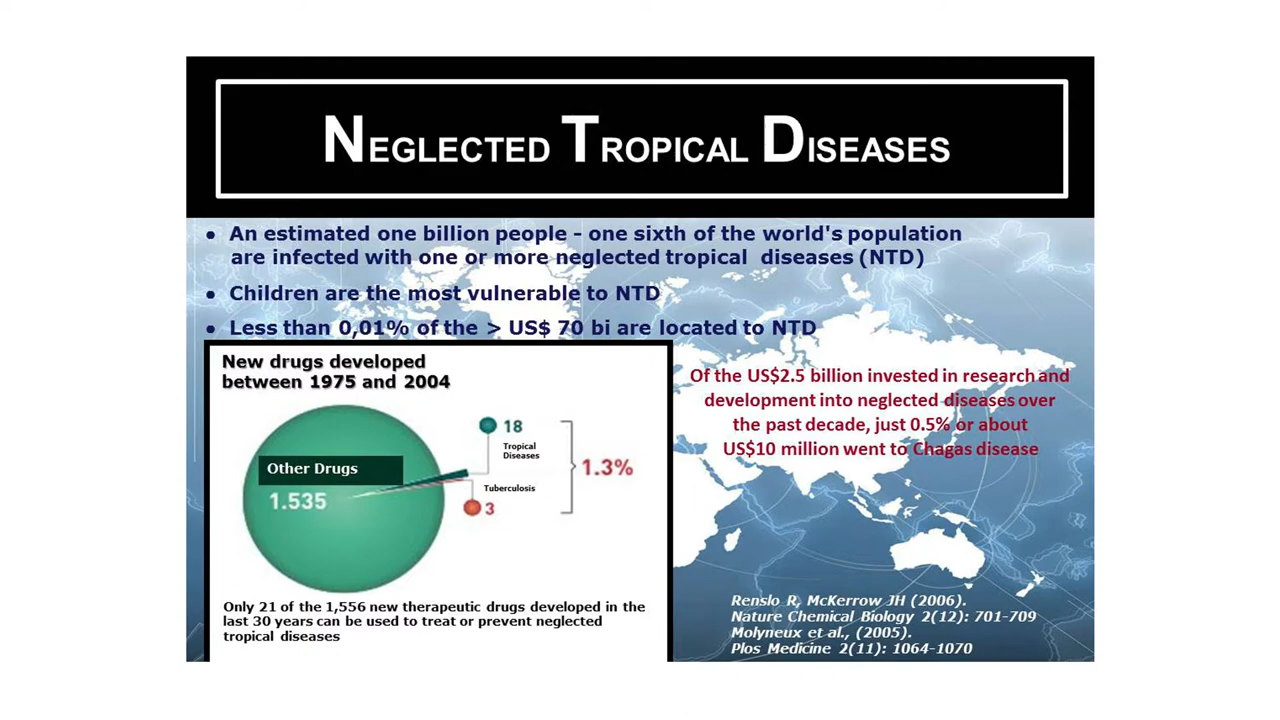 NEGLECTED TROPICAL DISEASES
• An estimated one billion people - one sixth of the world's population
are infected with one or more neglected tropical diseases (NTD)
• Children are the most vulnerable to NTD
• Less than 0,01% of the > US$ 70 bi are located to NTD
New drugs developed
between 1975 and 2004
Other Drugs
1.535
18
Tropical
Diseases
Tuberculosis
3
1.3%
Only 21 of the 1,556 new therapeutic drugs developed in the
last 30 years can be used to treat or prevent neglected
tropical diseases
Of the US$2.5 billion invested in research and
development into neglected diseases over
the past decade, just 0.5% or about
US$10 million went to Chagas disease
Renslo R, McKerrow JH (2006).
Nature Chemical Biology 2(12): 701-709
Molyneux et al., (2005).
Plos Medicine 2(11): 1064-1070